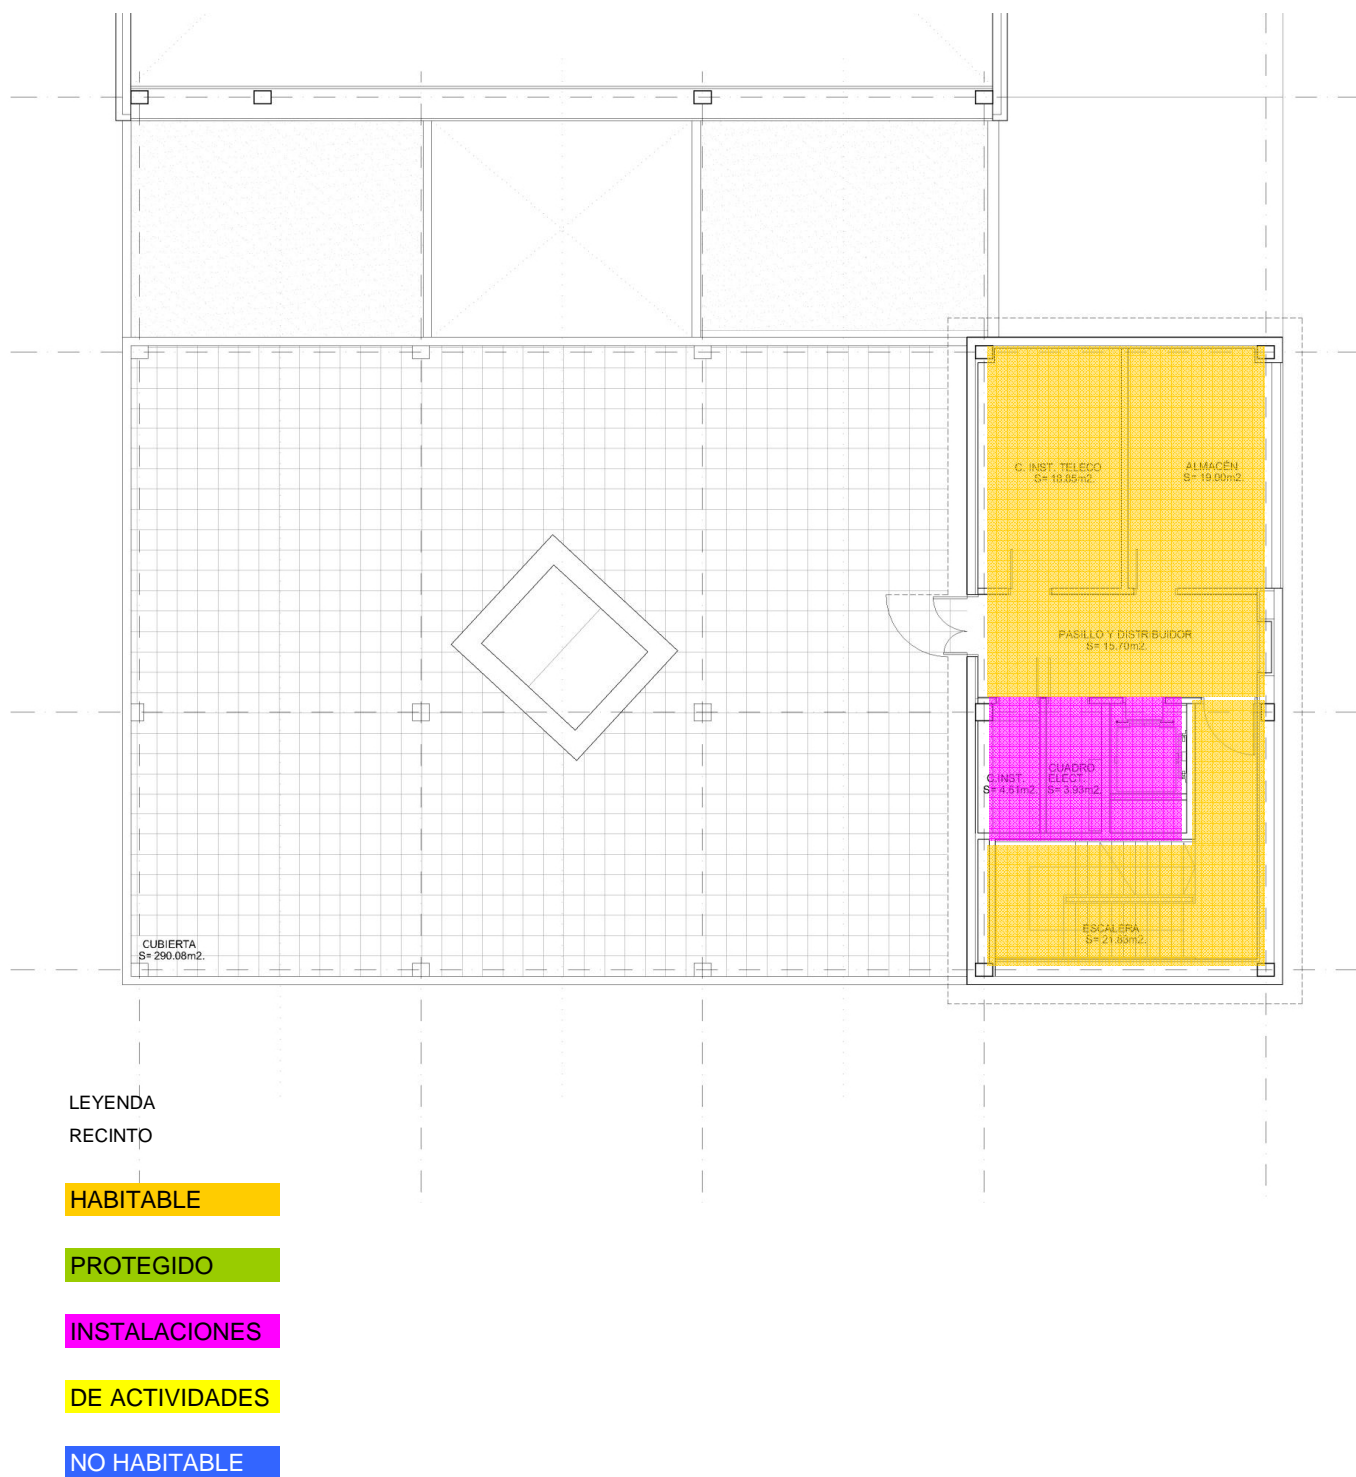 C. INST. TELECO
S= 18.85m2.
ALMACÉN
S= 19.00m2.
PASILLO Y DISTRIBUIDOR
S= 15.70m2.
C.INST.
S= 4.61m2.
CUADRO
ELECT.
S= 3.93m2.
ESCALERA
S= 21.83m2.
CUBIERTA
S= 290.08m2.
LEYENDA
RECINTO
HABITABLE
PROTEGIDO
INSTALACIONES
DE ACTIVIDADES
NO HABITABLE